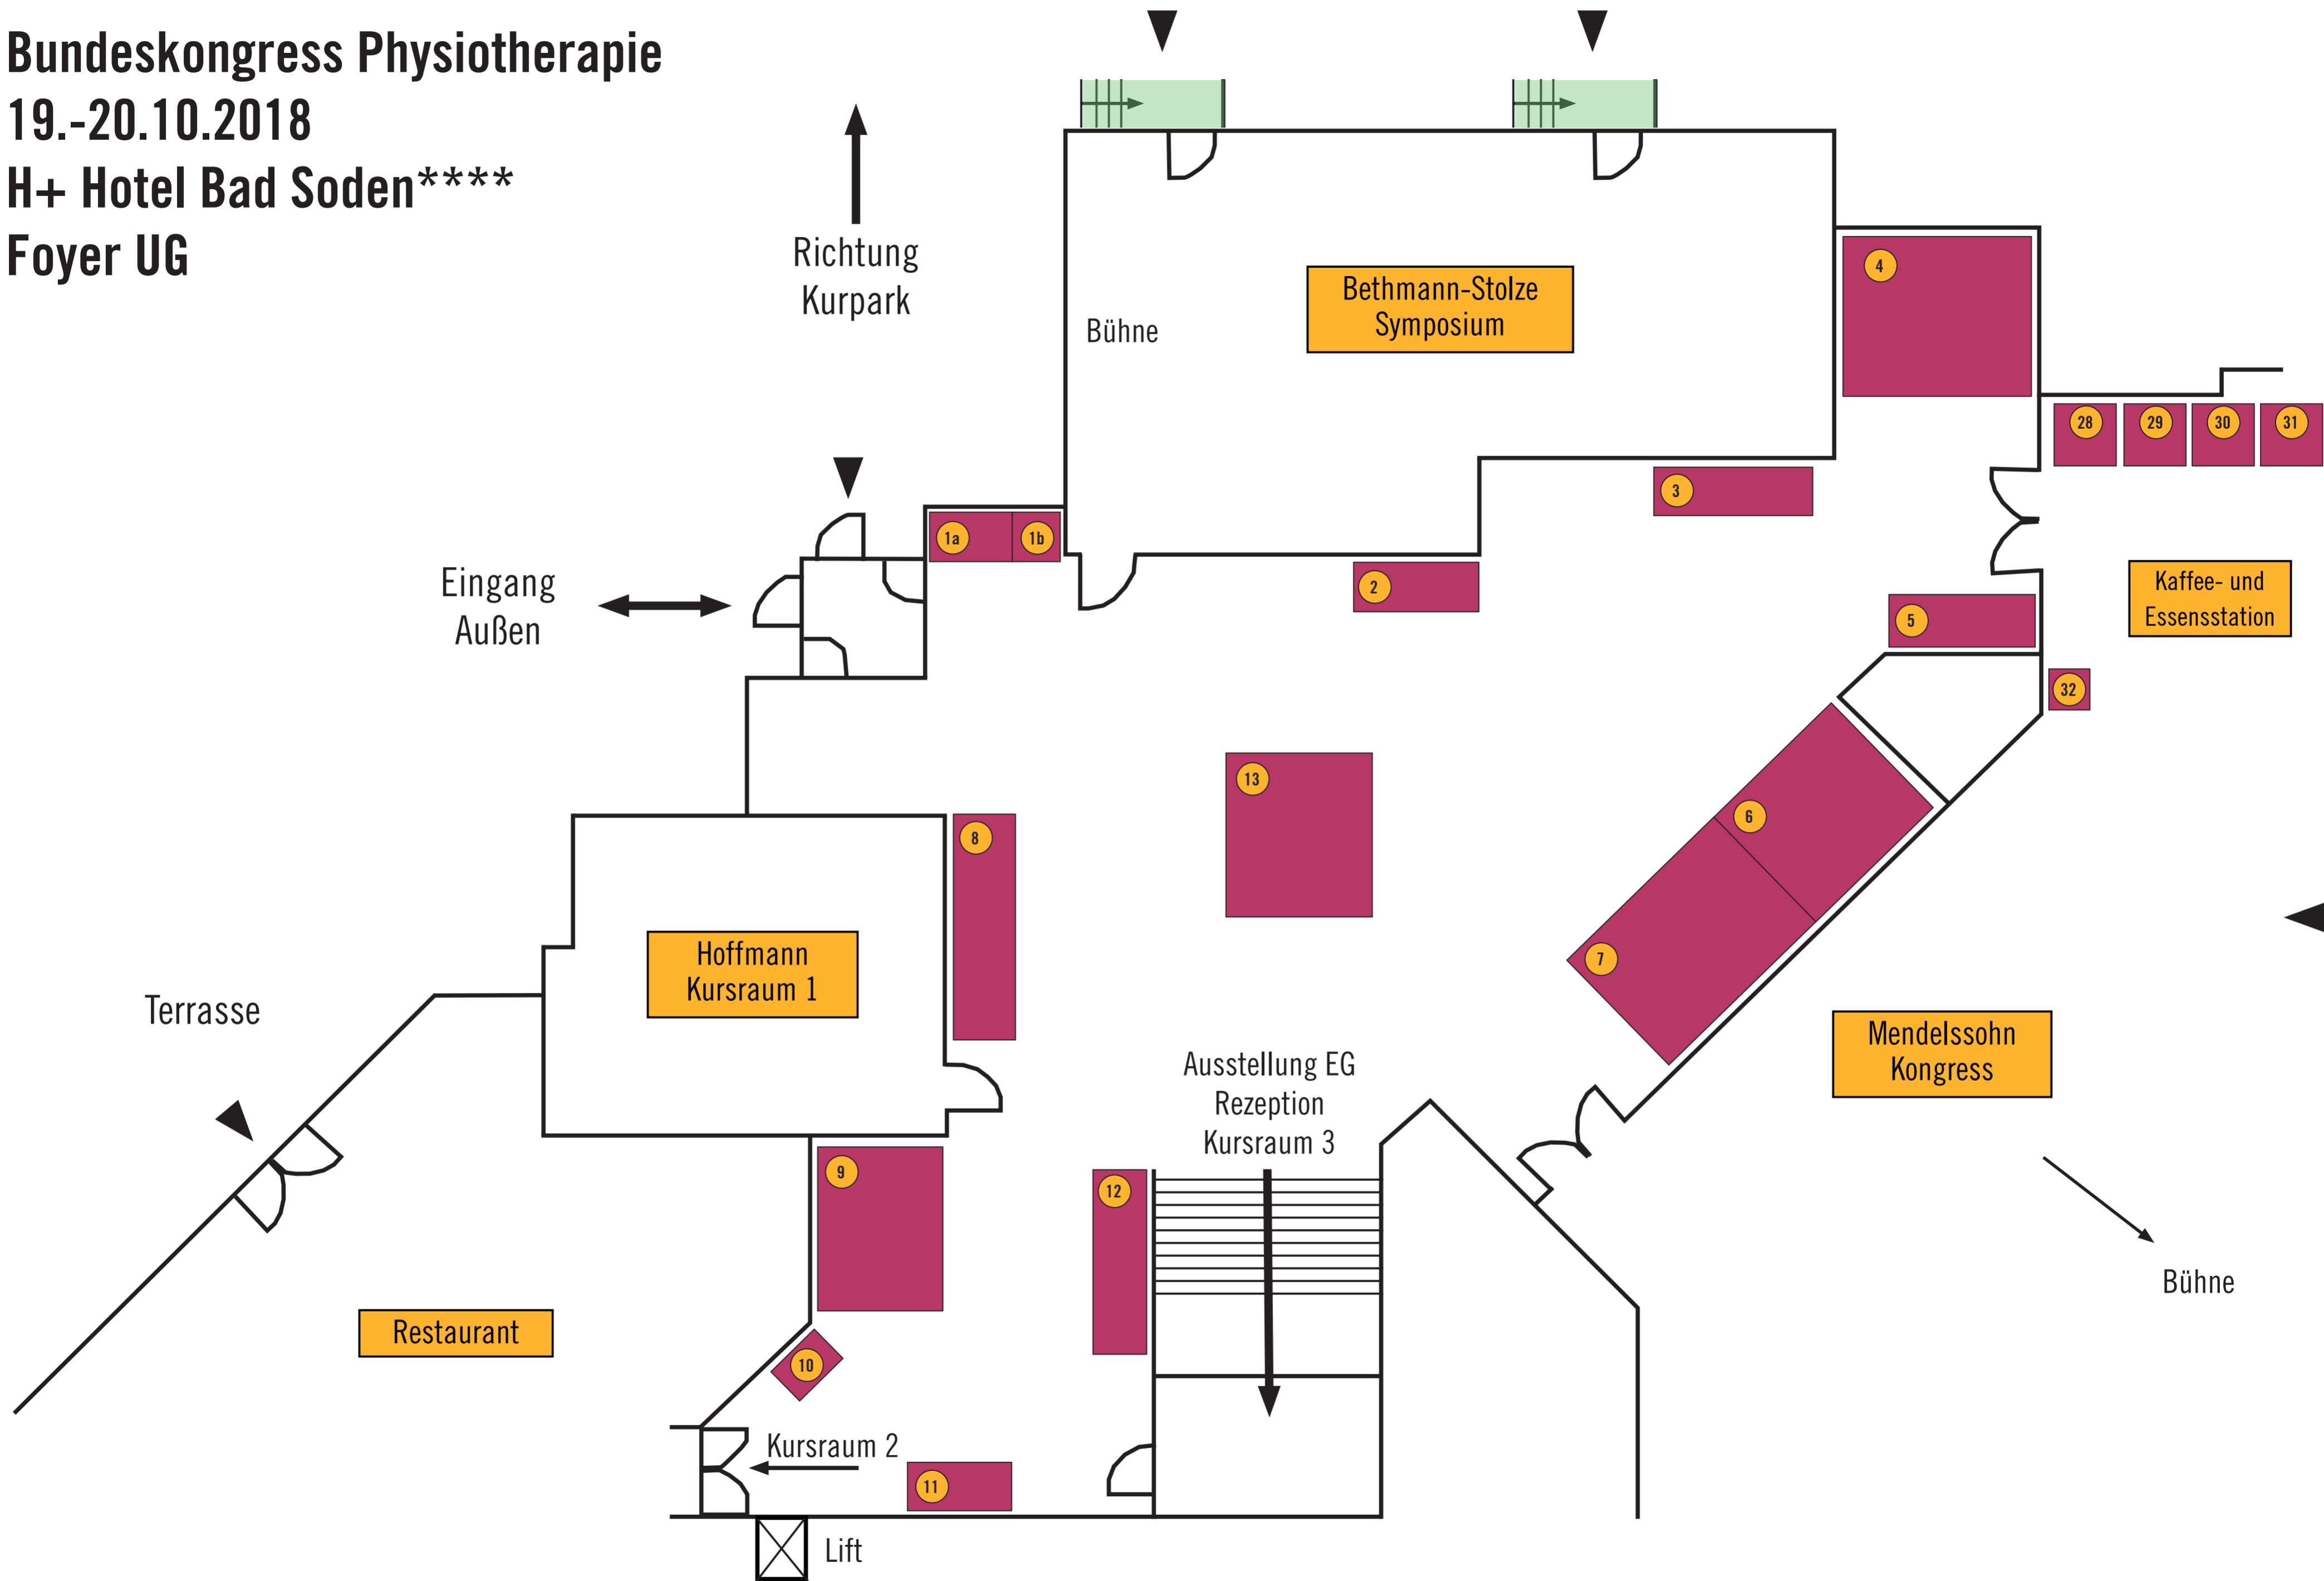 Bundeskongress Physiotherapie
19.-20.10.2018
H+ Hotel Bad Soden****
Foyer UG
Richtung
Kurpark
Bühne
Bethmann-Stolze
Symposium
4
28
29
30
31
3
1a
1b
2
Eingang
Außen
Kaffee- und
Essensstation
5
32
13
6
8
7
Hoffmann
Kursraum 1
Terrasse
Mendelssohn
Kongress
Ausstellung EG
Rezeption
Kursraum 3
9
12
Bühne
Restaurant
10
Kursraum 2
11
Lift